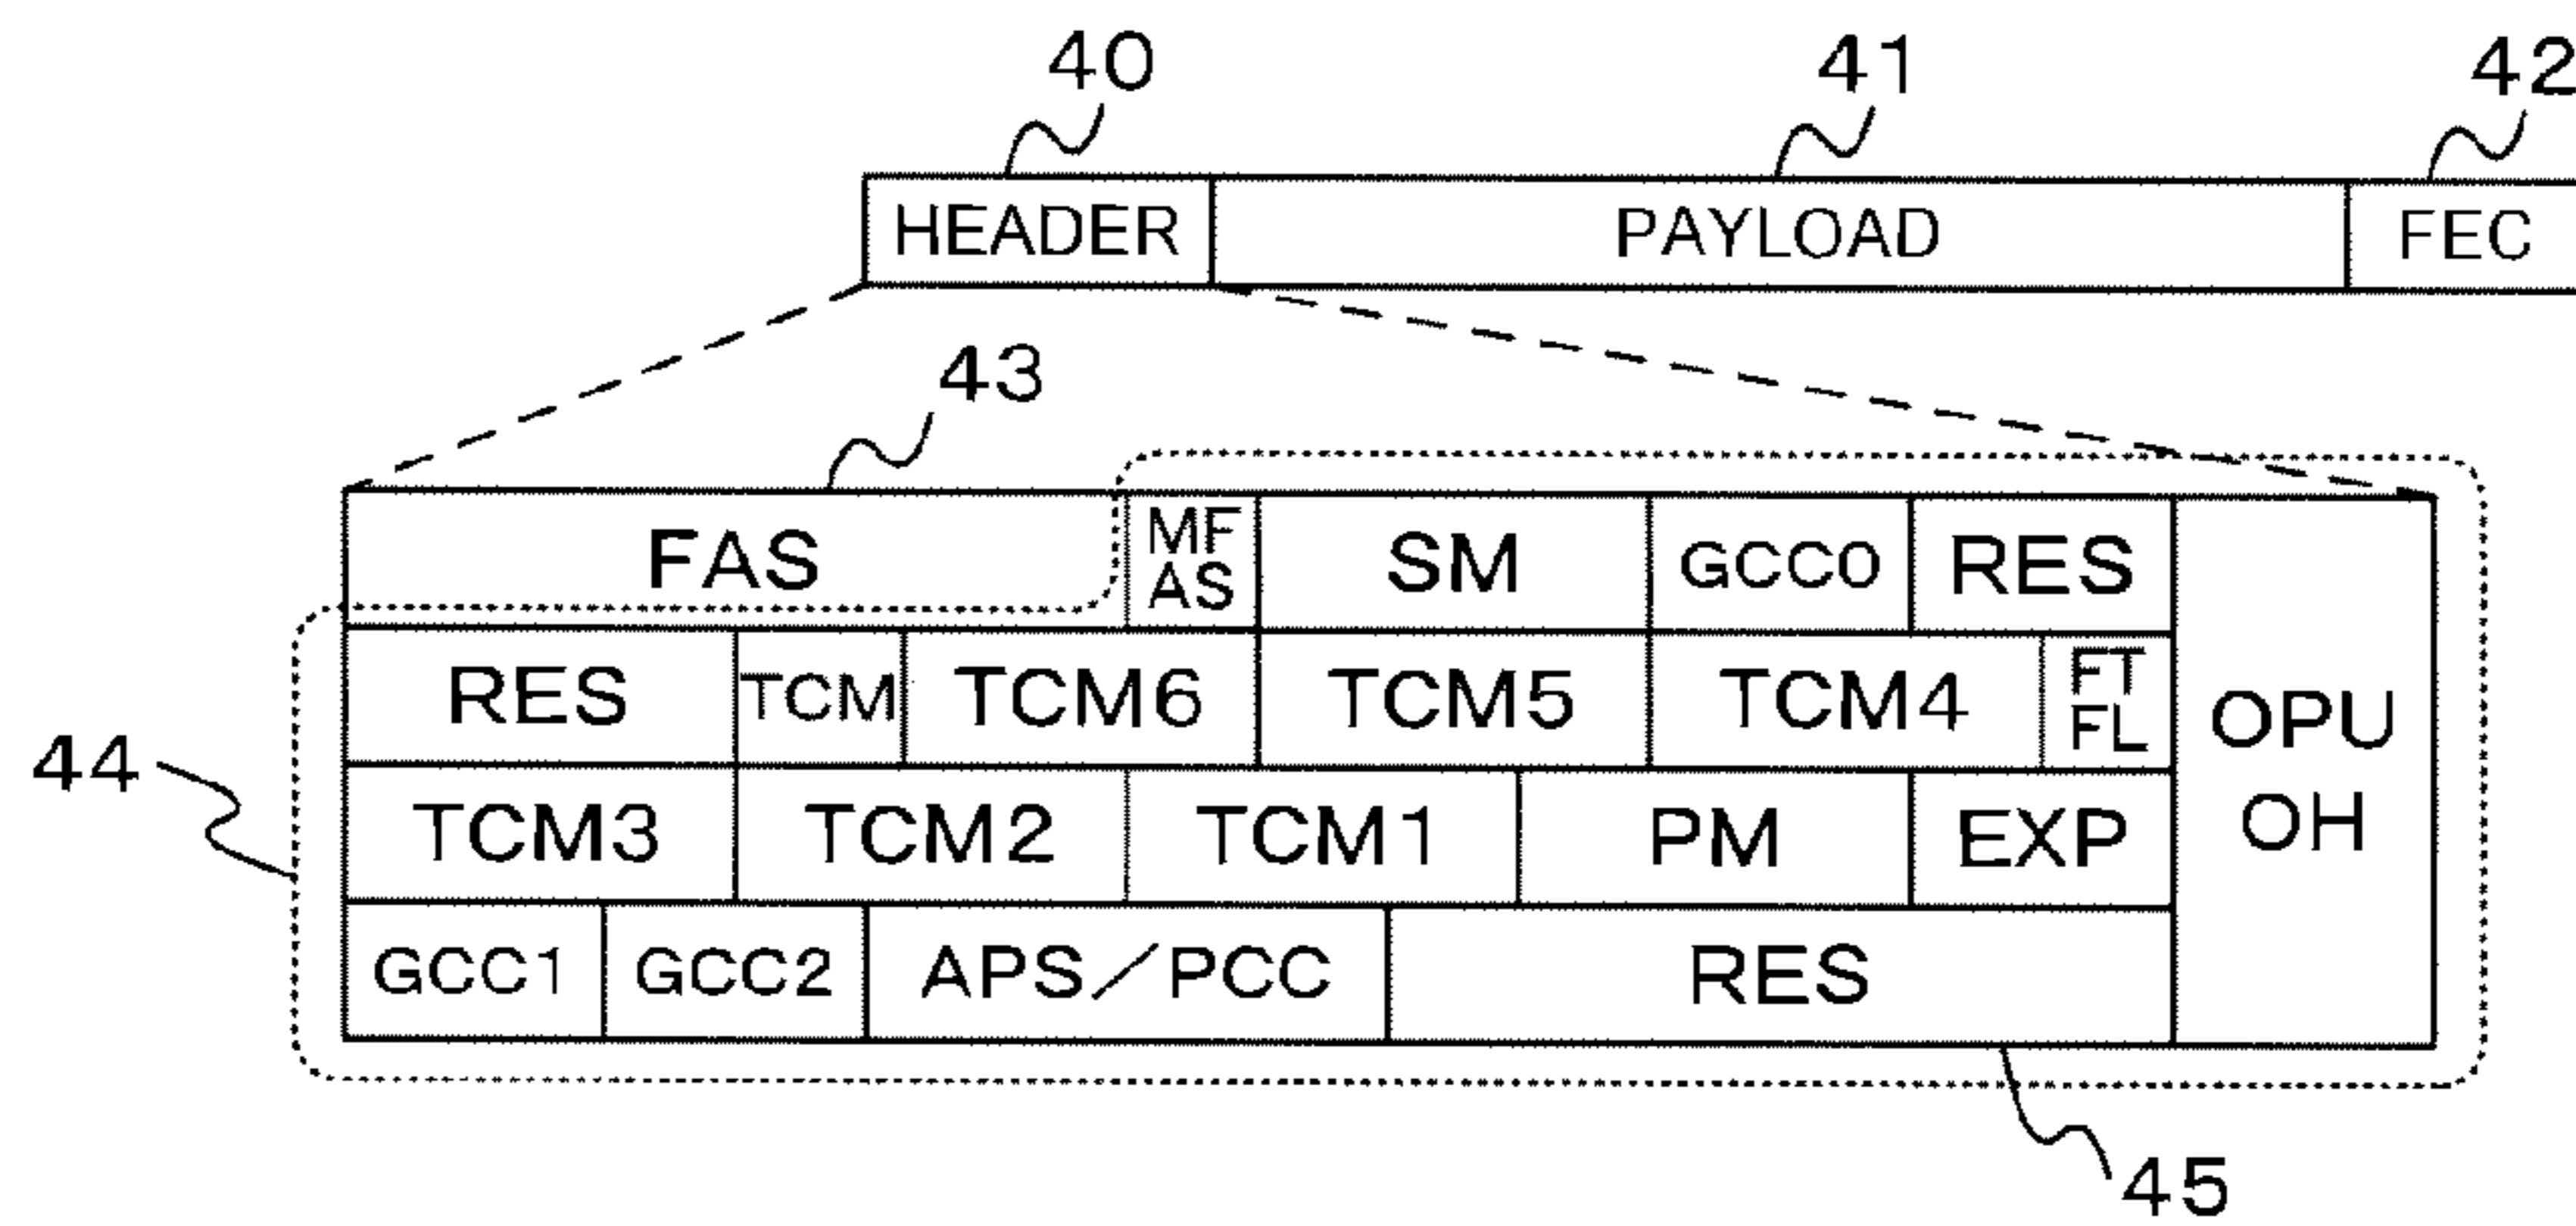 40 41 42
HEADER PAYLOAD FEC
43
FAS MF AS SM GCC0 RES
RES TCM TCM6 TCM5 TCM4 FT FL OPU OH
44
TCM3 TCM2 TCM1 PM EXP
GCC1 GCC2 APS/PCC RES
45